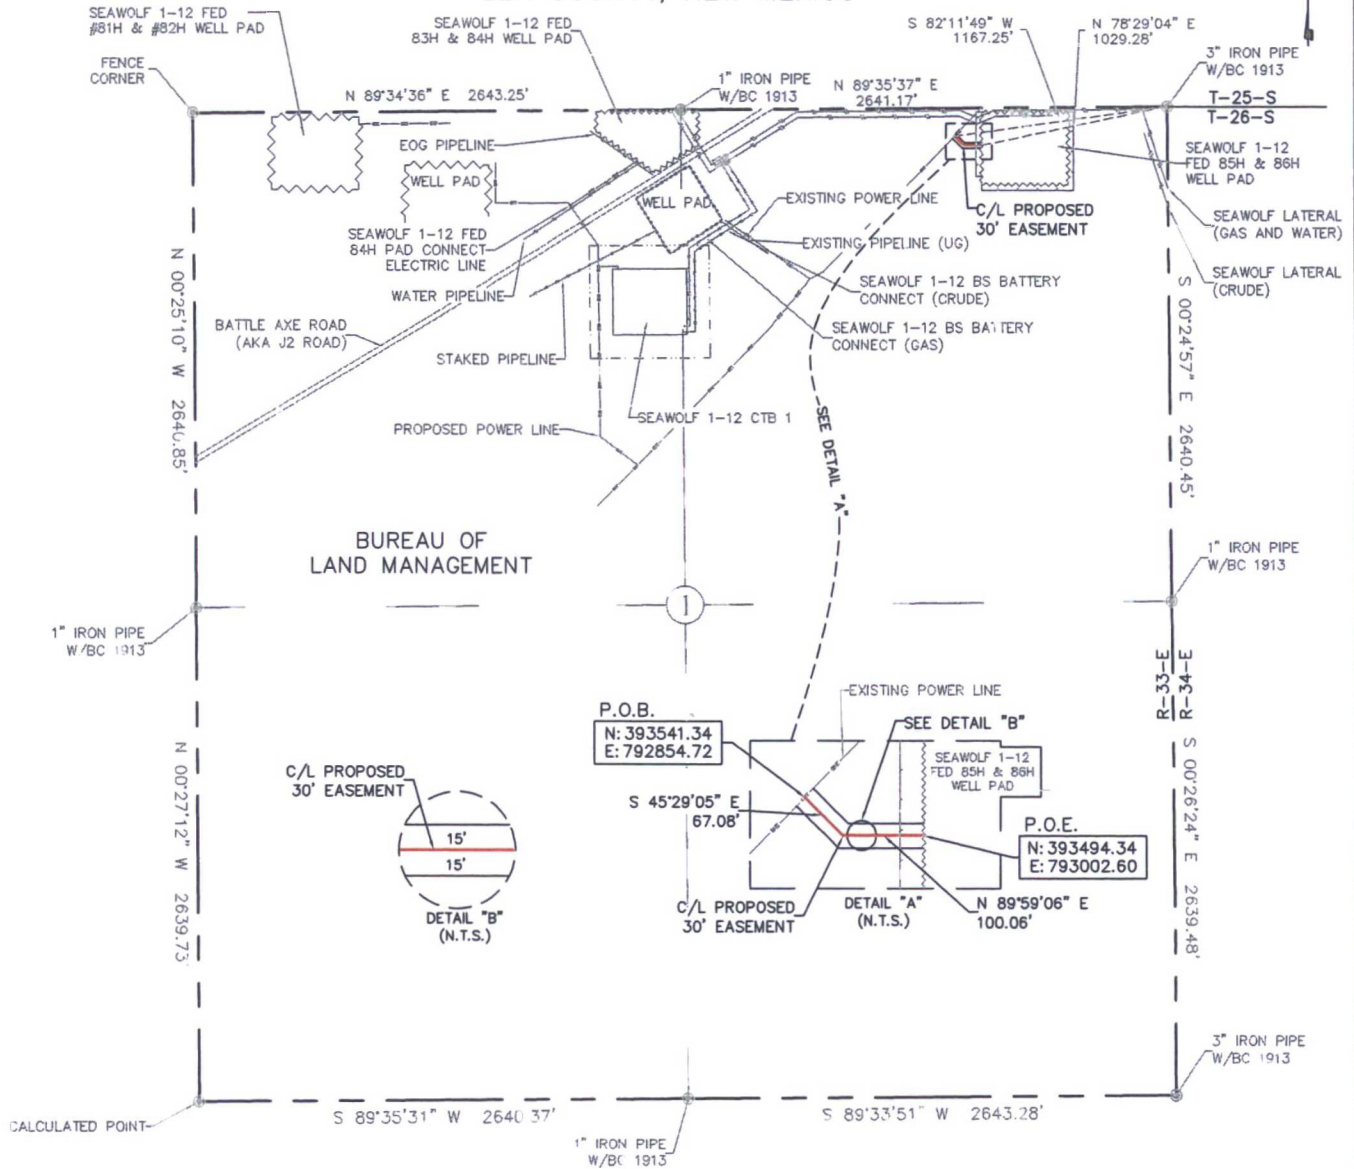 SEAWOLF 1-12 FED
#81H & #82H WELL PAD
SEAWOLF 1-12 FED
83H & 84H WELL PAD
S 82°11'49" W
1167.25'
N 78°29'04" E
1029.28'
FENCE
CORNER
3" IRON PIPE
W/BC 1913
N 89°34'36" E 2643.25'
1" IRON PIPE
W/BC 1913
N 89°35'37" E
2641.17'
T-25-S
T-26-S
EOG PIPELINE
WELL PAD
WELL PAD
SEAWOLF 1-12
FED 85H & 86H
WELL PAD
EXISTING POWER LINE
C/L PROPOSED
30' EASEMENT
SEAWOLF LATERAL
(GAS AND WATER)
SEAWOLF 1-12 FED
84H PAD CONNECT
ELECTRIC LINE
EXISTING PIPELINE (UG)
SEAWOLF LATERAL
(CRUDE)
WATER PIPELINE
SEAWOLF 1-12 BS BATTERY
CONNECT (CRUDE)
SEAWOLF 1-12 BS BATTERY
CONNECT (GAS)
BATTLE AXE ROAD
(AKA J2 ROAD)
STAKED PIPELINE
N 00°25'10" W 2640.85'
S 00°24'57" E 2640.45'
SEAWOLF 1-12 CTB 1
PROPOSED POWER LINE
SEE DETAIL "A"
BUREAU OF
LAND MANAGEMENT
1" IRON PIPE
W/BC 1913
1
1" IRON PIPE
W/BC 1913
R-33-E
R-34-E
EXISTING POWER LINE
P.O.B.
N: 393541.34
E: 792854.72
SEE DETAIL "B"
SEAWOLF 1-12
FED 85H & 86H
WELL PAD
C/L PROPOSED
30' EASEMENT
S 45°29'05" E
67.08'
P.O.E.
N: 393494.34
E: 793002.60
15'
15'
DETAIL "B"
(N.T.S.)
C/L PROPOSED
30' EASEMENT
DETAIL "A"
(N.T.S.)
N 89°59'06" E
100.06'
N 00°27'12" W 2639.73'
S 00°26'24" E 2639.48'
3" IRON PIPE
W/BC 1913
CALCULATED POINT
S 89°35'31" W 2640.37'
1" IRON PIPE
W/BC 1913
S 89°33'51" W 2643.28'